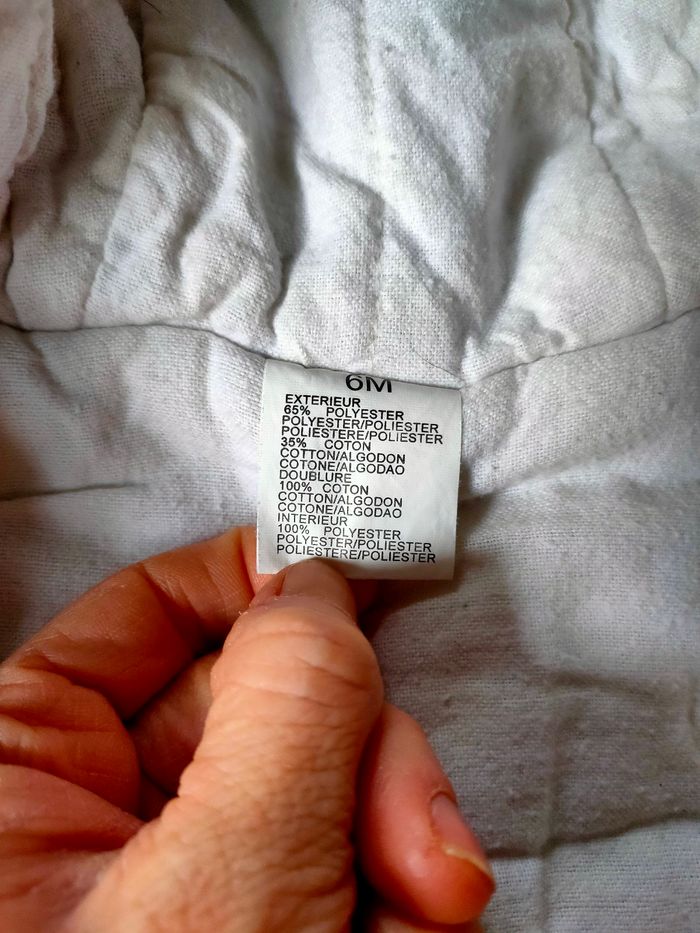 6M
EXTERIEUR
65% POLYESTER
POLYESTER/POLIESTER
POLIESTERE/POLIESTER
35% COTON
COTTON/ALGODON
COTONE/ALGODAO
DOUBLURE
100% COTON
COTTON/ALGODON
COTONE/ALGODAO
INTERIEUR
100% POLYESTER
POLYESTER/POLIESTER
POLIESTERE/POLIESTER